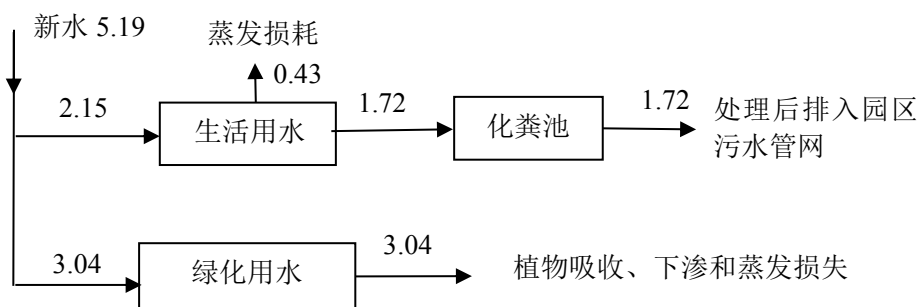 新水 5.19
蒸发损耗
0.43
2.15
生活用水
1.72
化粪池
1.72
处理后排入园区
污水管网
3.04
绿化用水
3.04
植物吸收、下渗和蒸发损失